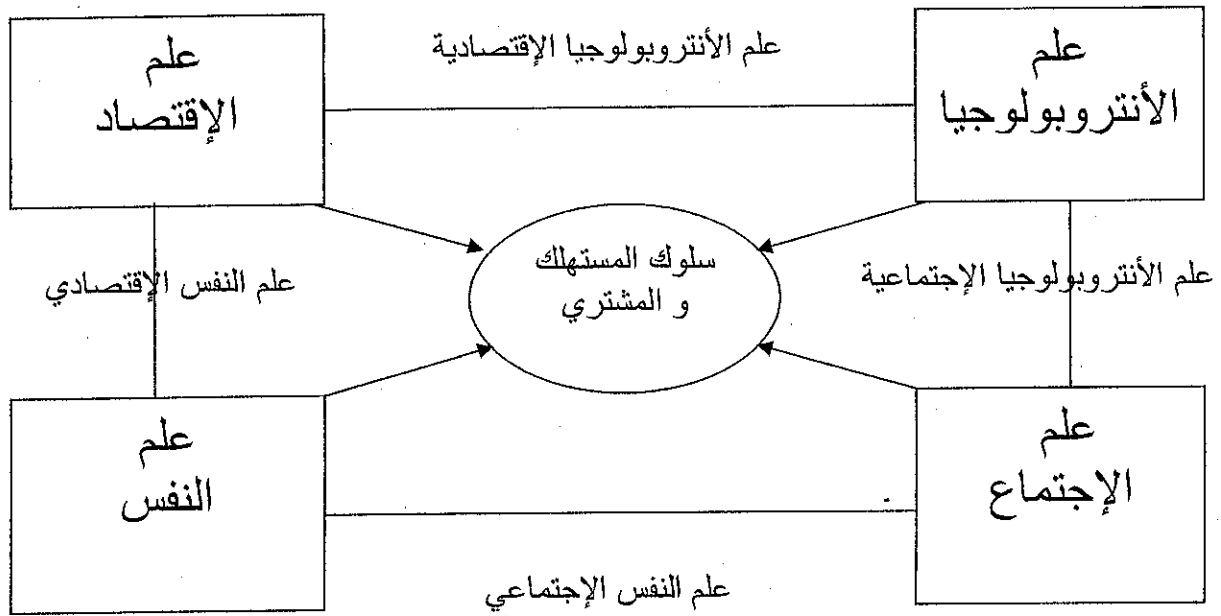 علم
الأنتروبولوجيا
علم الأنتروبولوجيا الإقتصادية
علم
الإقتصاد
علم الأنتروبولوجيا الإجتماعية
سلوك المستهلك
و المشتري
علم النفس الإقتصادي
علم
الإجتماع
علم
النفس
علم النفس الإجتماعي